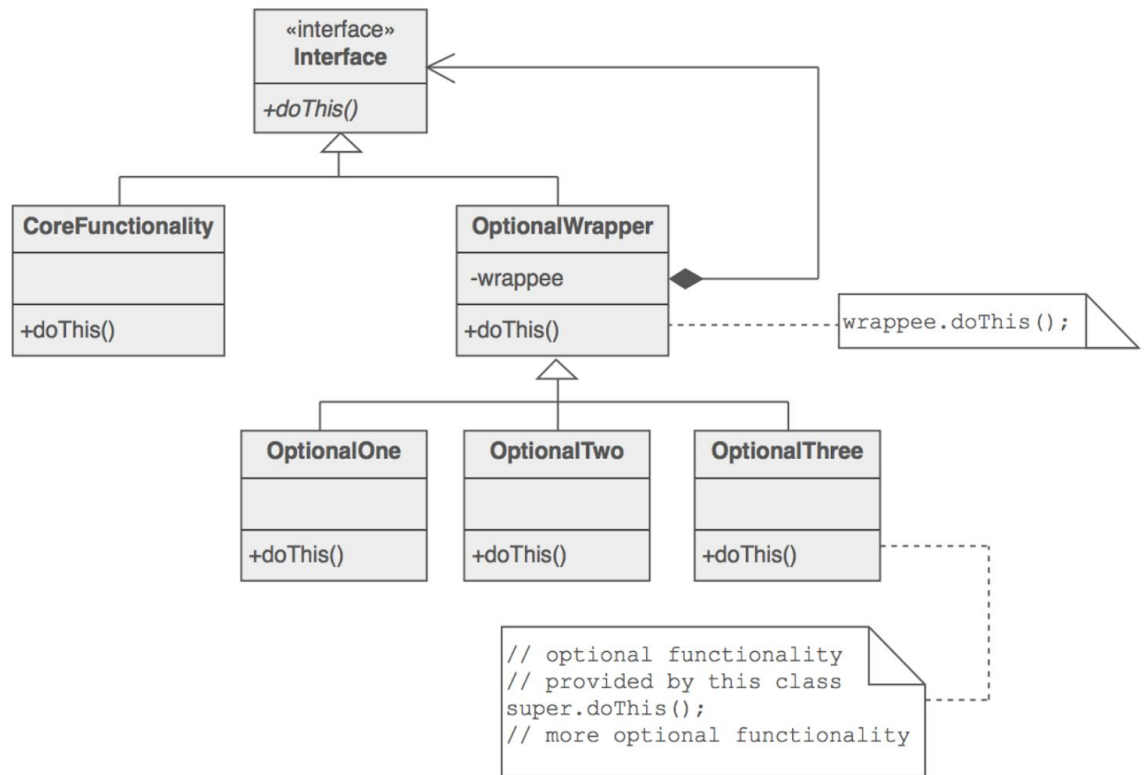 «interface»
Interface
+doThis()
CoreFunctionality
+doThis()
OptionalWrapper
-wrappee
+doThis()
wrappee.doThis();
OptionalOne
+doThis()
OptionalTwo
+doThis()
OptionalThree
+doThis()
// optional functionality
// provided by this class
super.doThis();
// more optional functionality